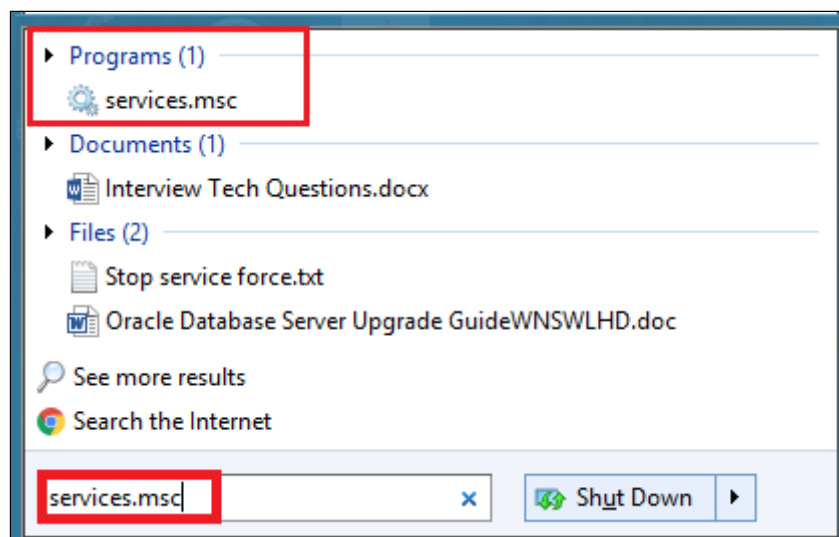 Programs (1)
services.msc
Documents (1)
Interview Tech Questions.docx
Files (2)
Stop service force.txt
Oracle Database Server Upgrade GuideWNSWLHD.doc
See more results
Search the Internet
services.msc
Shut Down